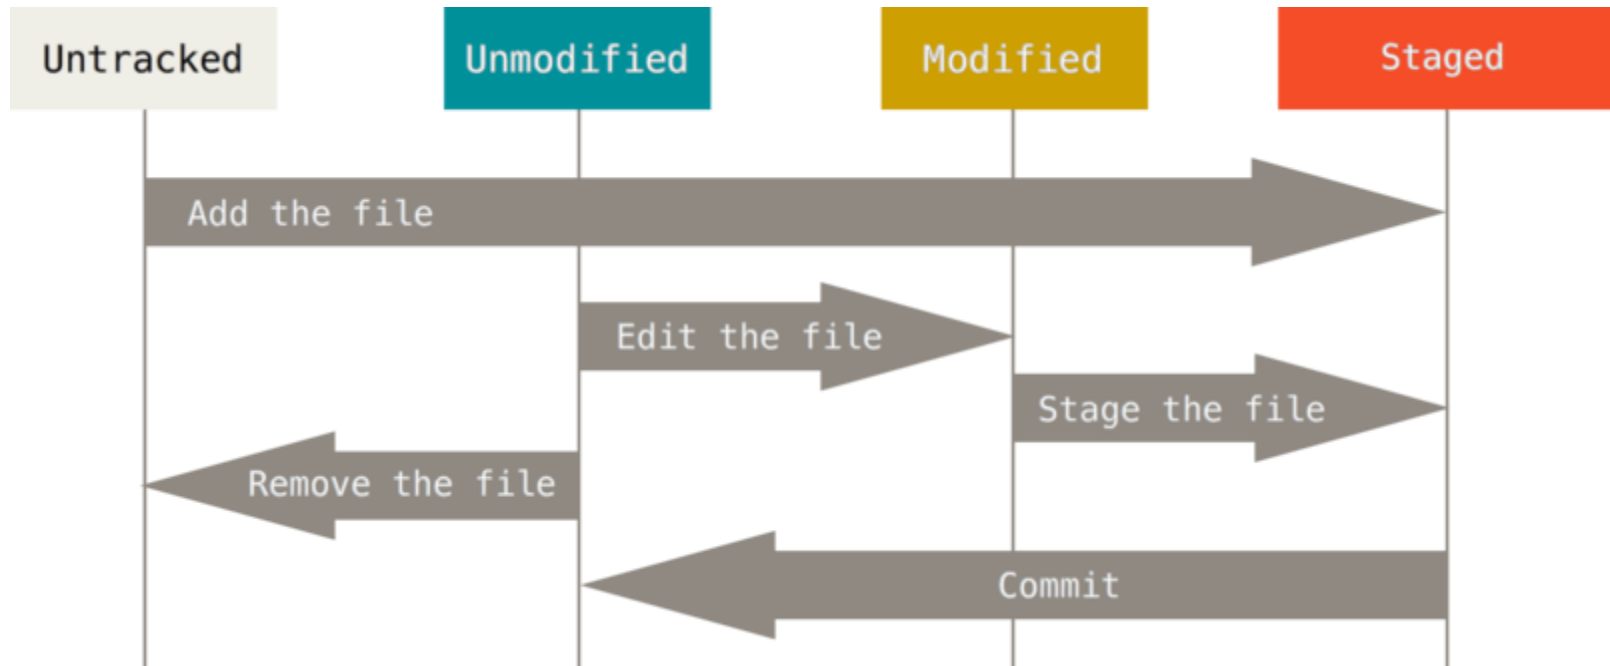 Untracked
Unmodified
Modified
Staged
Add the file
Edit the file
Stage the file
Remove the file
Commit